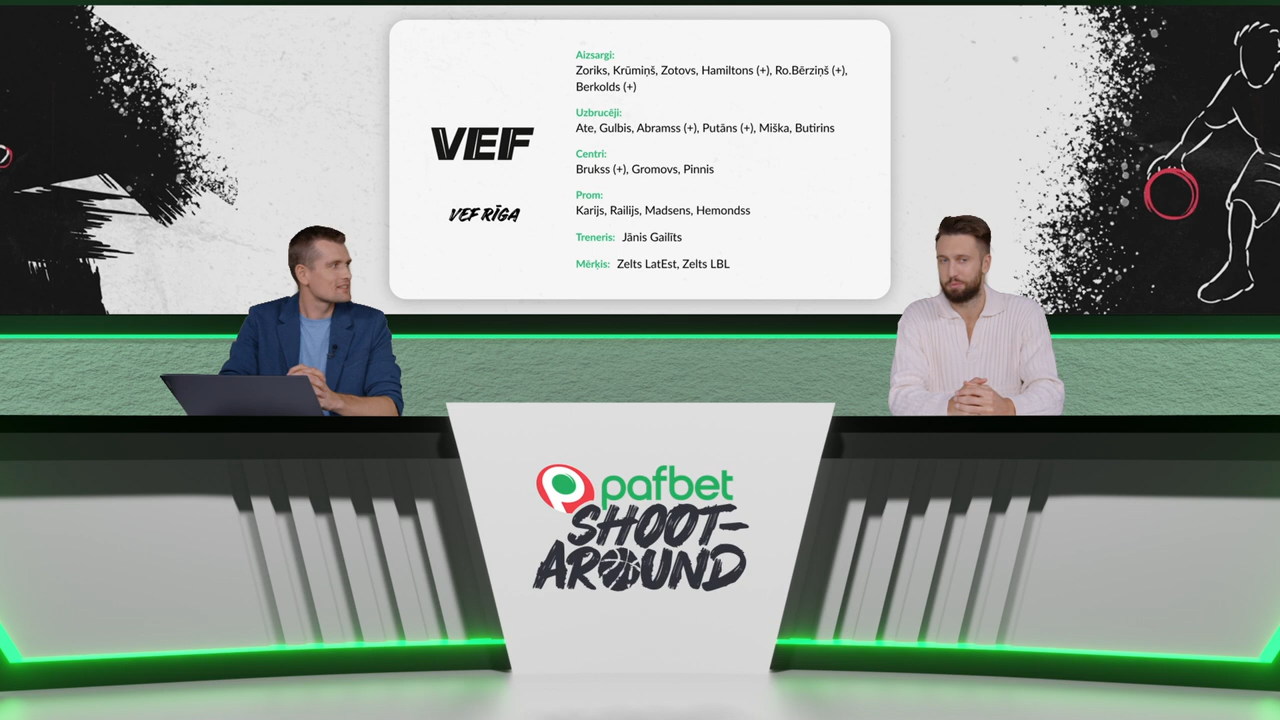 Aizsargi:
Zoriks, Krūmiņš, Zotovs, Hamiltons (+), Ro.Bērziņš (+),
Berkolds (+)
Uzbrucēji:
Ate, Gulbis, Abramss (+), Putāns (+), Miška, Butirins
Centri:
Brukss (+), Gromovs, Pinnis
Prom:
Karijs, Railijs, Madsens, Hemondss
Treneris: Jānis Gailīts
Mērķis: Zelts LatEst, Zelts LBL
VEF
VEF RĪGA
pafbet
SHOOT-
AROUND